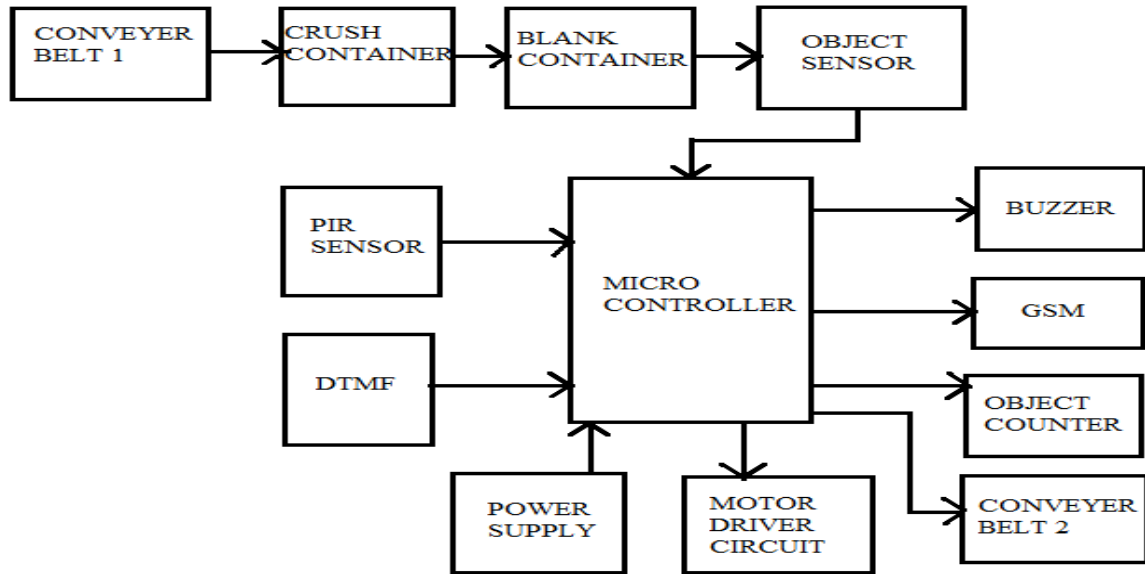 CONVEYER
BELT 1
CRUSH
CONTAINER
BLANK
CONTAINER
OBJECT
SENSOR
PIR
SENSOR
MICRO
CONTROLLER
BUZZER
GSM
DTMF
OBJECT
COUNTER
POWER
SUPPLY
MOTOR
DRIVER
CIRCUIT
CONVEYER
BELT 2